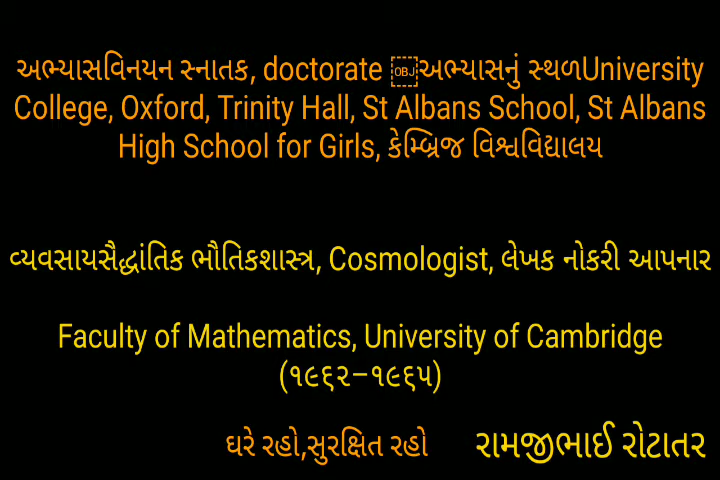 અભ્યાસવિનયન સ્નાતક, doctorate ￼અભ્યાસનું સ્થળUniversity
College, Oxford, Trinity Hall, St Albans School, St Albans
High School for Girls, કેમ્બ્રિજ વિશ્વવિદ્યાલય
વ્યવસાયસૈદ્ધાંતિક ભૌતિકશાસ્ત્ર, Cosmologist, લેખક નોકરી આપનાર
Faculty of Mathematics, University of Cambridge
(૧૯૬૨–૧૯૬૫)
ઘરે રહો,સુરક્ષિત રહો રામજીભાઈ રોટાતર